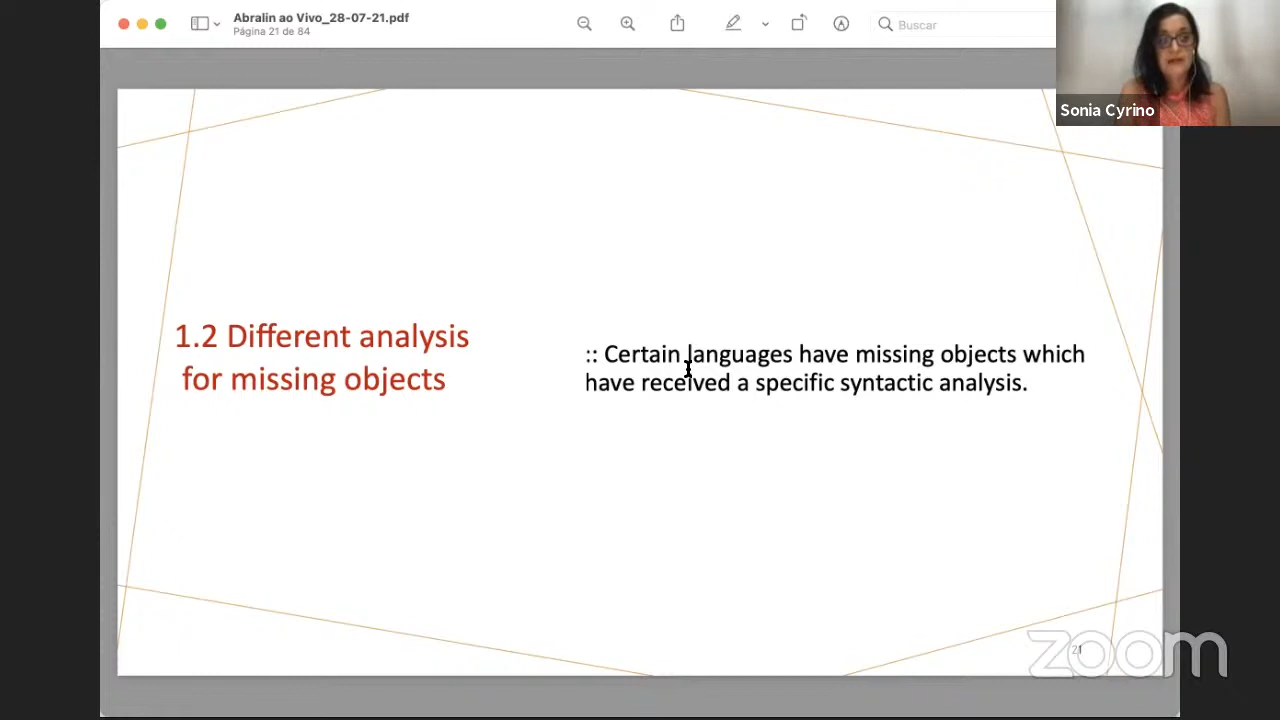 Abralin ao Vivo_28-07-21.pdf
Página 21 de 84
Buscar
Sonia Cyrino
1.2 Different analysis
for missing objects
:: Certain languages have missing objects which
have received a specific syntactic analysis.
21
zoom